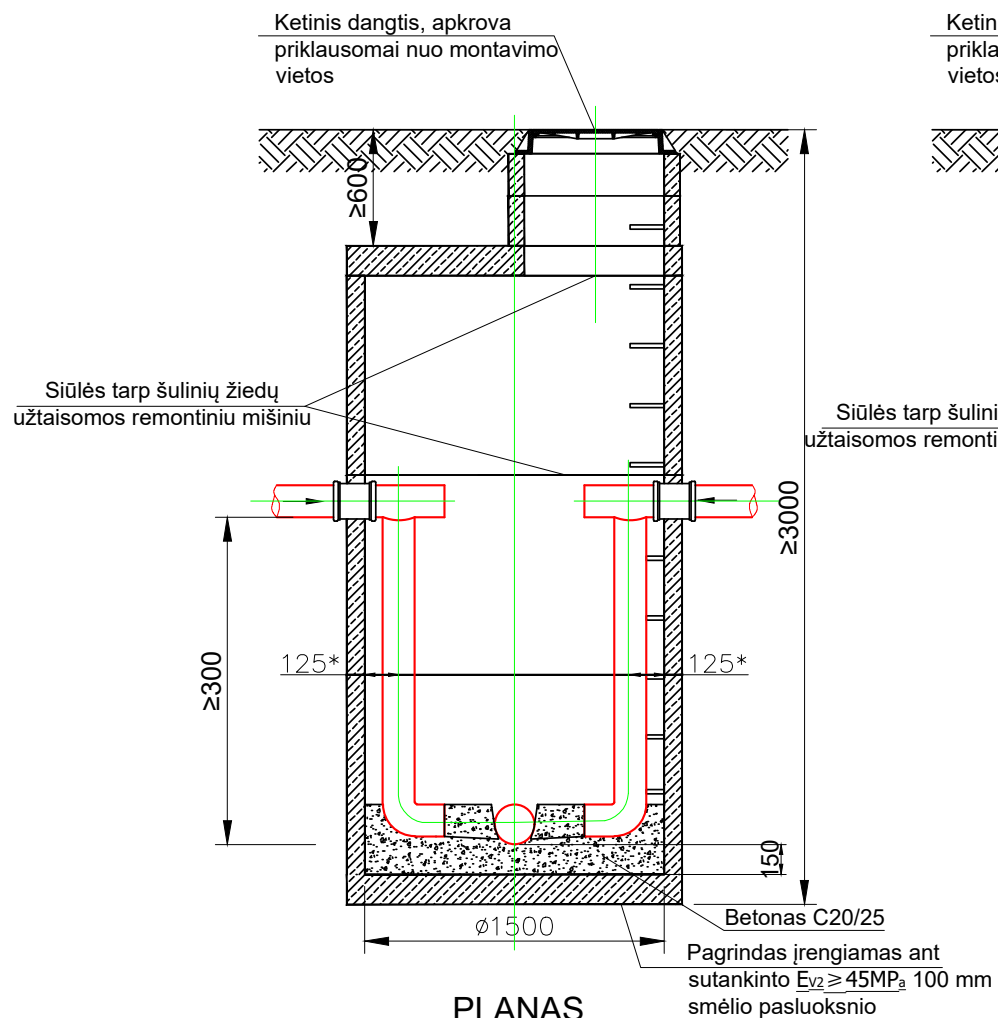 Ketinis dangtis, apkrova
priklausomai nuo montavimo
vietos
Ketin
prikla
vietos
≥600
Siūlės tarp šulinių žiedų
užtaisomos remontiniu mišiniu
Siūlės tarp šulini
užtaisomos remonti
≥3000
≥300
125*
125*
150
Betonas C20/25
ø1500
Pagrindas įrengiamas ant
sutankinto Ev2 ≥ 45MPa 100 mm
smėlio pasluoksnio
PLANAS